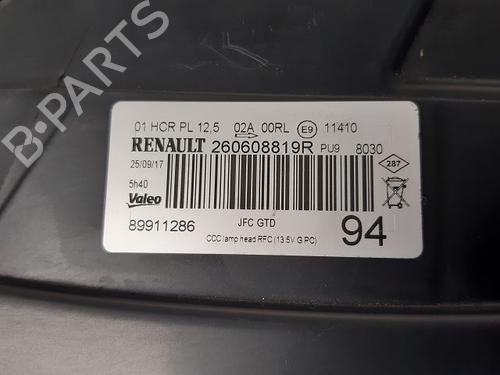 01 HCR PL 12,5 02A 00RL E9 11410
RENAULT 260608819R PU9 8030
25/09/17
287
5h40
Valeo
89911286 JFC GTD 94
CCC lamp head RFC (13.5V G PC)
B-PARTS